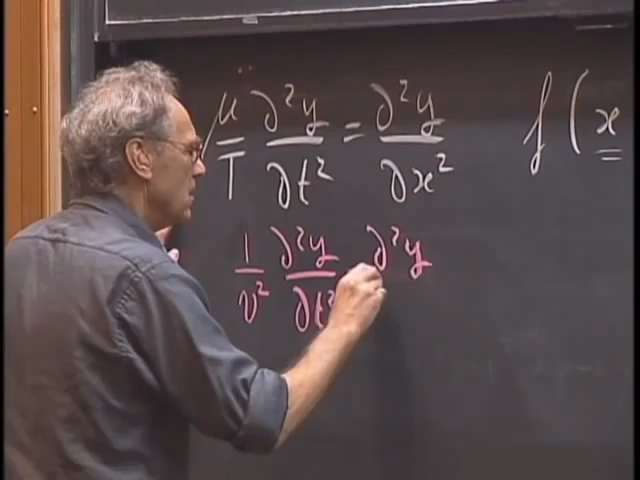 μ/T ∂²y/∂t² = ∂²y/∂x²
f(x
1/v² ∂²y/∂t² ∂²y